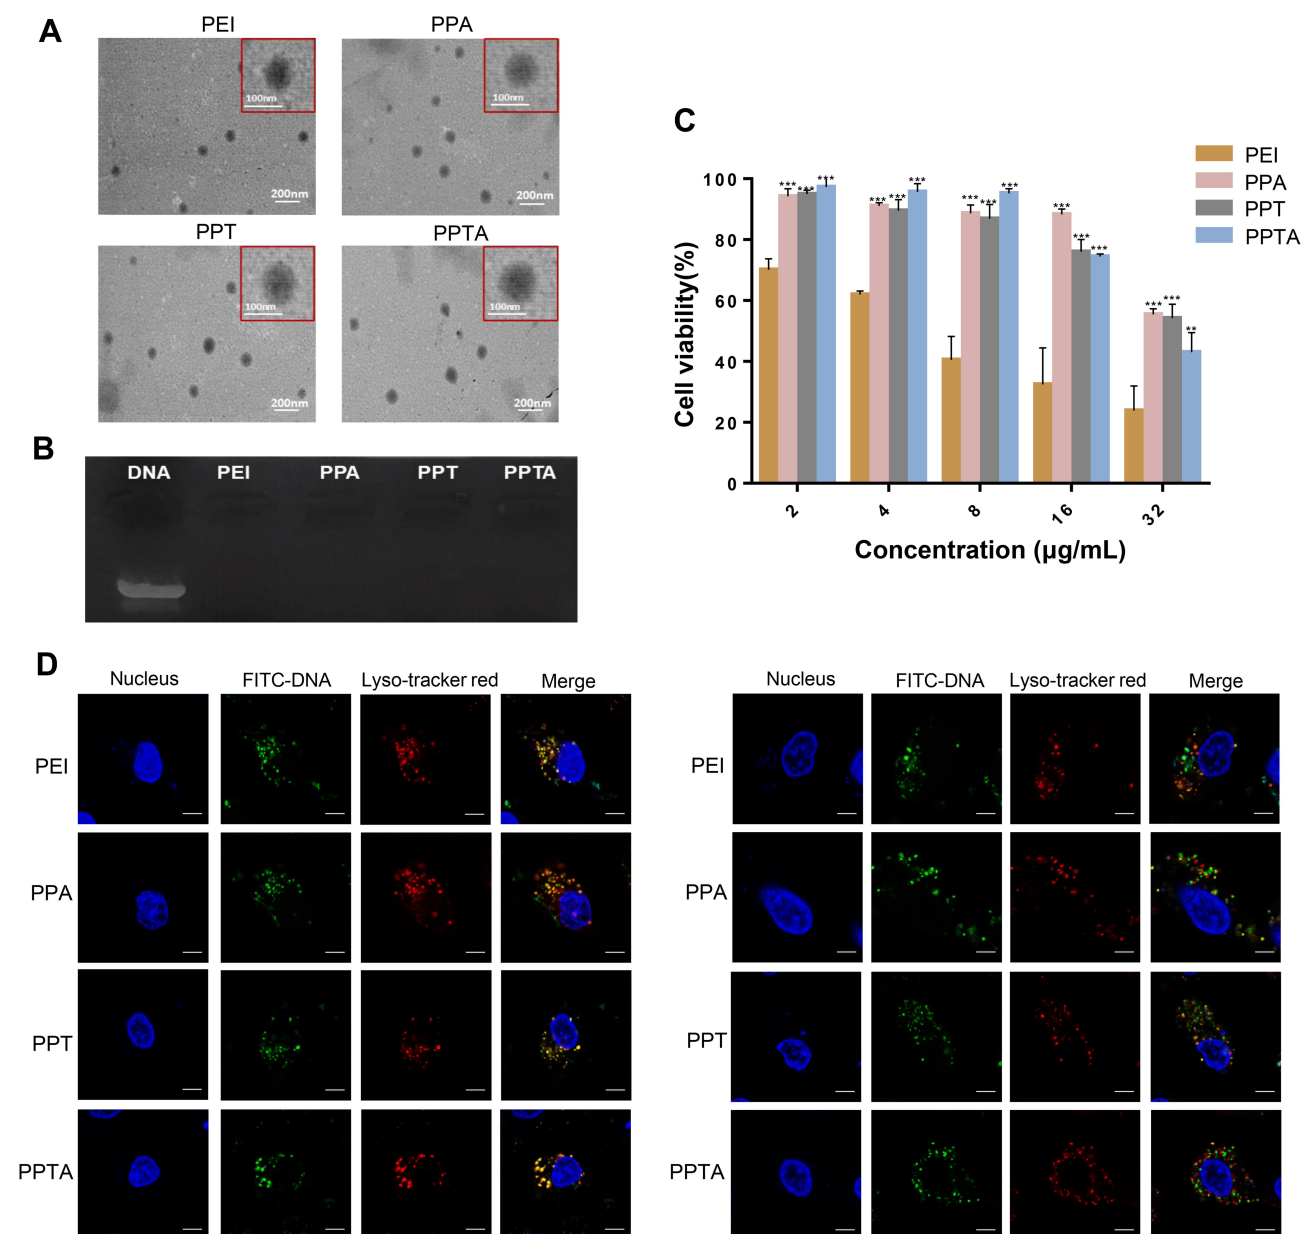 A
PEI
PPA
100nm
200nm
100nm
200nm
PPT
PPTA
100nm
200nm
100nm
200nm
B
DNA PEI PPA PPT PPTA
C
PEI
PPA
PPT
PPTA
Cell viability(%)
100
80
60
40
20
0
*** *** ***
*** *** ***
*** *** ***
*** *** ***
*** *** **
2 4 8 16 32
Concentration (μg/mL)
D
Nucleus FITC-DNA Lyso-tracker red Merge
PEI
PPA
PPT
PPTA
Nucleus FITC-DNA Lyso-tracker red Merge
PEI
PPA
PPT
PPTA